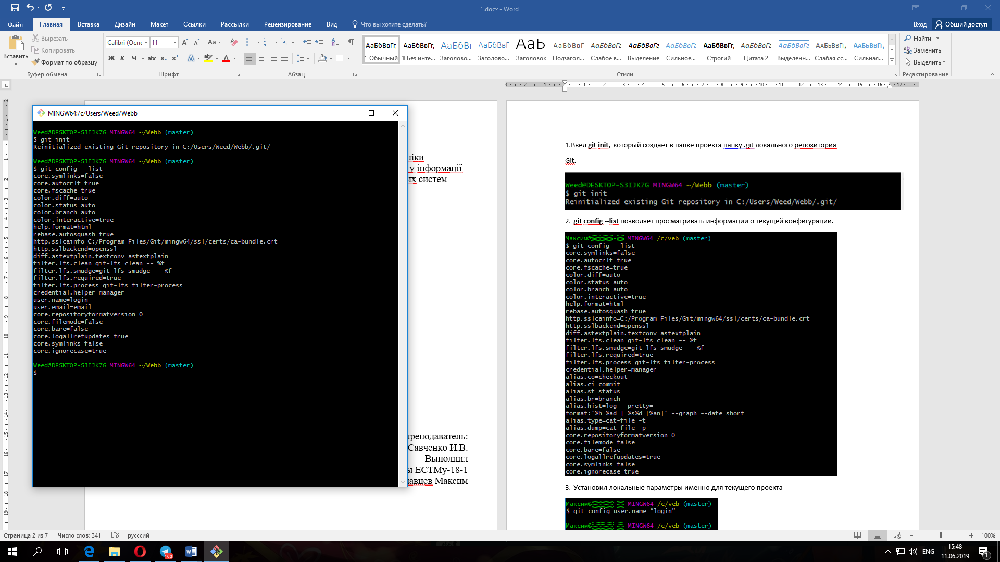 1.docx - Word
Файл
Главная
Вставка
Дизайн
Макет
Ссылки
Рассылки
Рецензирование
Вид
Что вы хотите сделать?
Вход
Общий доступ
Вставить
Вырезать
Копировать
Формат по образцу
Буфер обмена
Calibri (Оснс
11
Шрифт
Абзац
АаБбВвГг,
¶ Обычный
АаБбВвГг,
¶ Без инте...
Заголово...
Заголово...
Заголовок
Подзагол...
Слабое в...
Выделение
Сильное...
Строгий
Цитата 2
Выделенн...
Слабая сс...
Сильная...
Стили
Найти
Заменить
Выделить
Редактирование
MINGW64:/c/Users/Weed/Webb
Weed@DESKTOP-S3IJK7G MINGW64 ~/Webb (master)
$ git init
Reinitialized existing Git repository in C:/Users/Weed/Webb/.git/
Weed@DESKTOP-S3IJK7G MINGW64 ~/Webb (master)
$ git config --list
core.symlinks=false
core.autocrlf=true
core.fscache=true
color.diff=auto
color.status=auto
color.branch=auto
color.interactive=true
help.format=html
rebase.autosquash=true
http.sslcainfo=C:/Program Files/Git/mingw64/ssl/certs/ca-bundle.crt
http.sslbackend=openssl
diff.astextplain.textconv=astextplain
filter.lfs.clean=git-lfs clean -- %f
filter.lfs.smudge=git-lfs smudge -- %f
filter.lfs.required=true
filter.lfs.process=git-lfs filter-process
credential.helper=manager
user.name=login
user.email=email
core.repositoryformatversion=0
core.filemode=false
core.bare=false
core.logallrefupdates=true
core.symlinks=false
core.ignorecase=true
Weed@DESKTOP-S3IJK7G MINGW64 ~/Webb (master)
$
інформації
систем
преподаватель:
Савченко И.В.
Выполнил
ЕСТМу-18-1
Максим
1.Ввел git init, который создает в папке проекта папку .git локального репозитория
Git.
Weed@DESKTOP-S3IJK7G MINGW64 ~/Webb (master)
$ git init
Reinitialized existing Git repository in C:/Users/Weed/Webb/.git/
2. git config --list позволяет просматривать информации о текущей конфигурации.
Максим@ MINGW64 /c/veb (master)
$ git config --list
core.symlinks=false
core.autocrlf=true
core.fscache=true
color.diff=auto
color.status=auto
color.branch=auto
color.interactive=true
help.format=html
rebase.autosquash=true
http.sslcainfo=C:/Program Files/Git/mingw64/ssl/certs/ca-bundle.crt
http.sslbackend=openssl
diff.astextplain.textconv=astextplain
filter.lfs.clean=git-lfs clean -- %f
filter.lfs.smudge=git-lfs smudge -- %f
filter.lfs.required=true
filter.lfs.process=git-lfs filter-process
credential.helper=manager
alias.co=checkout
alias.ci=commit
alias.st=status
alias.br=branch
alias.hist=log --pretty=
format:'%h %ad | %s%d [%an]' --graph --date=short
alias.type=cat-file -t
alias.dump=cat-file -p
core.repositoryformatversion=0
core.filemode=false
core.bare=false
core.logallrefupdates=true
core.symlinks=false
core.ignorecase=true
3. Установил локальные параметры именно для текущего проекта
Максим@ MINGW64 /c/veb (master)
$ git config user.name “login”
Максим@ MINGW64 /c/veb (master)
Страница 2 из 7
Число слов: 341
русский
100%
160
ENG
15:48
11.06.2019
1